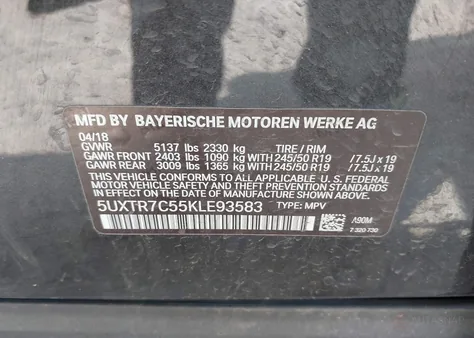 MFD BY BAYERISCHE MOTOREN WERKE AG
04/18
GVWR 5137 lbs 2330 kg TIRE / RIM
GAWR FRONT 2403 lbs 1090 kg WITH 245/50 R19 /7.5J x 19
GAWR REAR 3009 lbs 1365 kg WITH 245/50 R19 /7.5J x 19
THIS VEHICLE CONFORMS TO ALL APPLICABLE U.S. FEDERAL
MOTOR VEHICLE SAFETY STANDARDS IN EFFECT ON THE
DATE OF MANUFACTURE SHOWN ABOVE.
5UXTR7C55KLE93583 TYPE: MPV
A90M
7 320 730